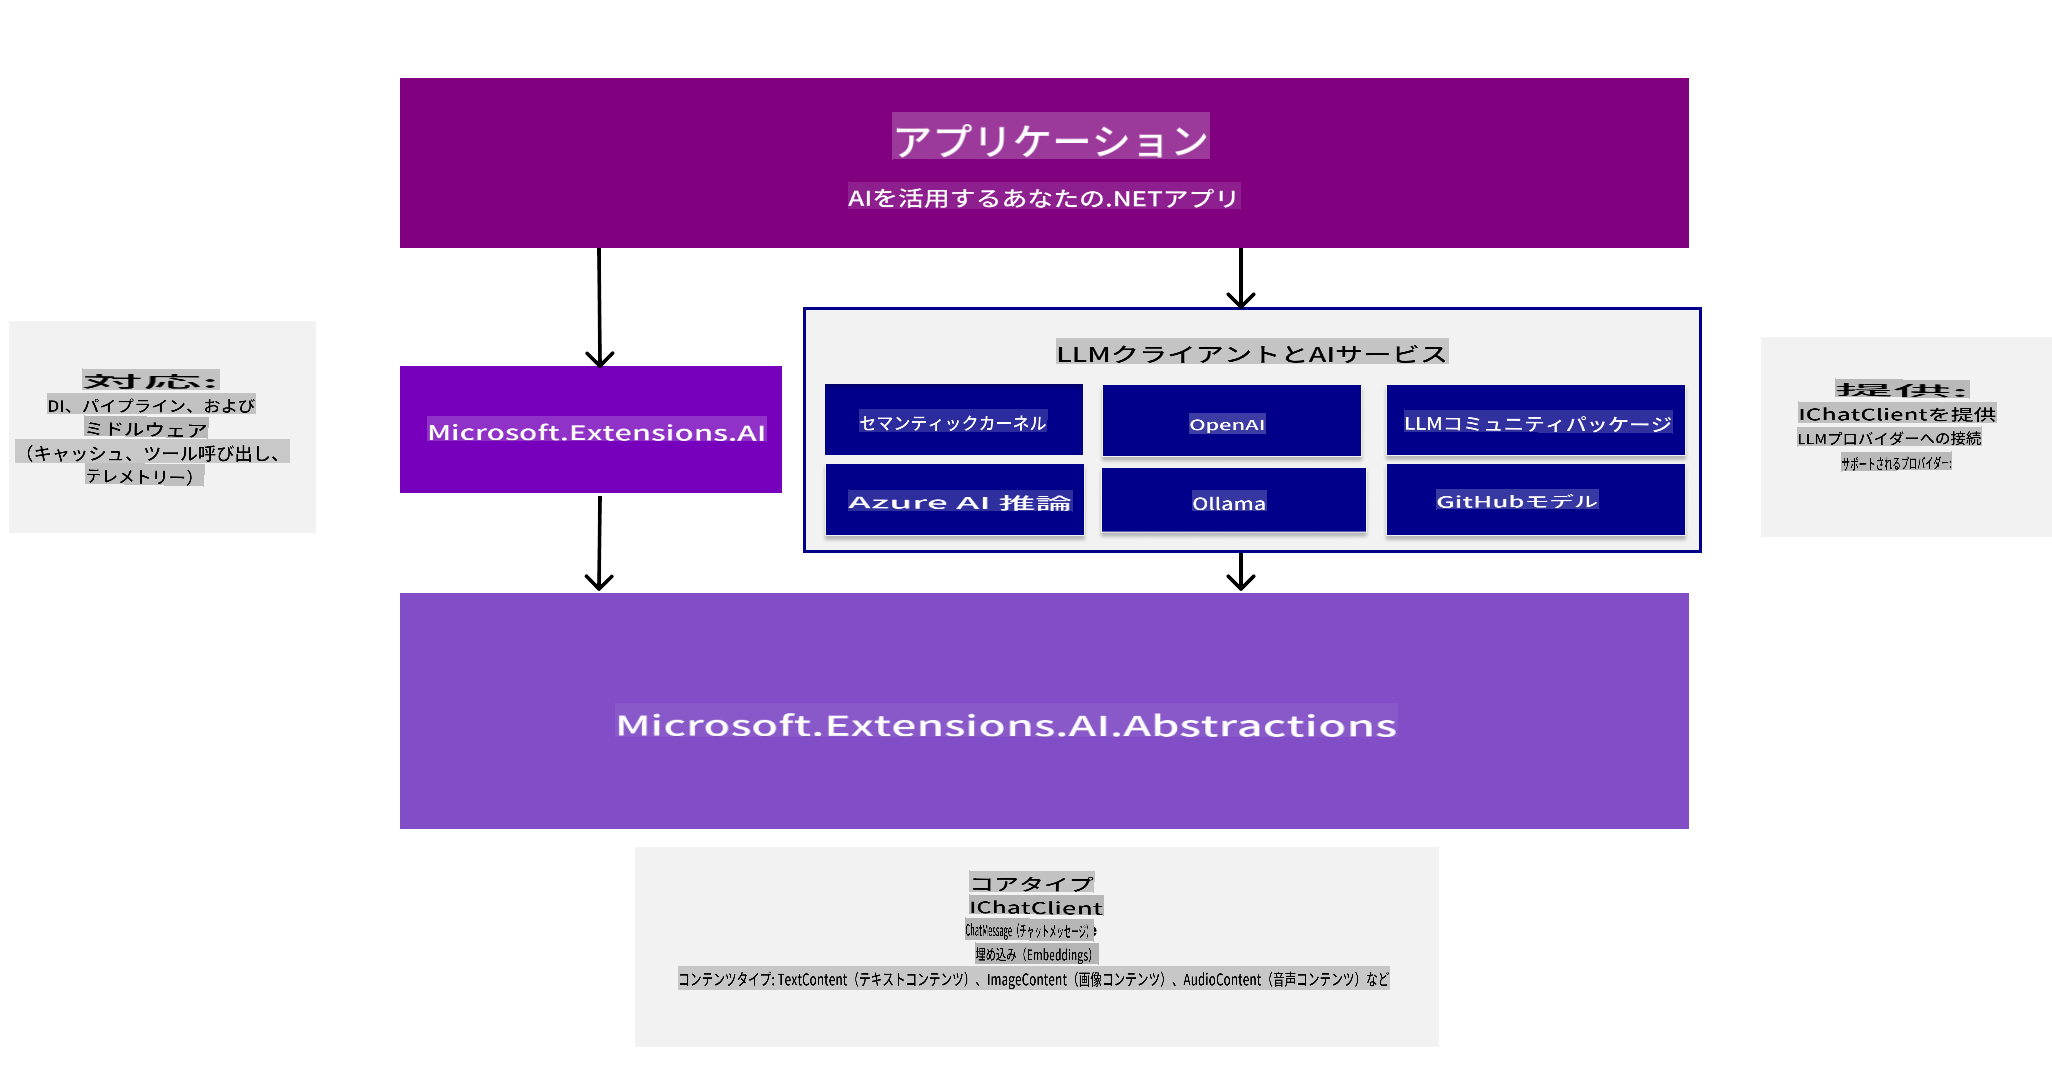 アプリケーション
AIを活用するあなたの.NETアプリ
対応:
DI、パイプライン、および
ミドルウェア
（キャッシュ、ツール呼び出し、
テレメトリー）
Microsoft.Extensions.AI
LLMクライアントとAIサービス
セマンティックカーネル
OpenAI
LLMコミュニティパッケージ
Azure AI 推論
Ollama
GitHubモデル
提供:
IChatClientを提供
LLMプロバイダーへの接続
サポートされるプロバイダー:
Microsoft.Extensions.AI.Abstractions
コアタイプ
IChatClient
ChatMessage（チャットメッセージ）
埋め込み（Embeddings）
コンテンツタイプ: TextContent（テキストコンテンツ）、ImageContent（画像コンテンツ）、AudioContent（音声コンテンツ）など